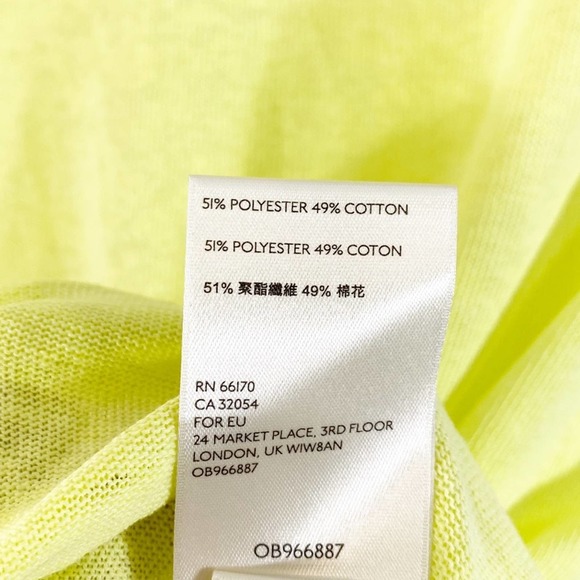 51% POLYESTER 49% COTTON
51% POLYESTER 49% COTON
51% 聚酯纖維 49% 棉花
RN 66170
CA 32054
FOR EU
24 MARKET PLACE, 3RD FLOOR
LONDON, UK W1W8AN
OB966887
OB966887